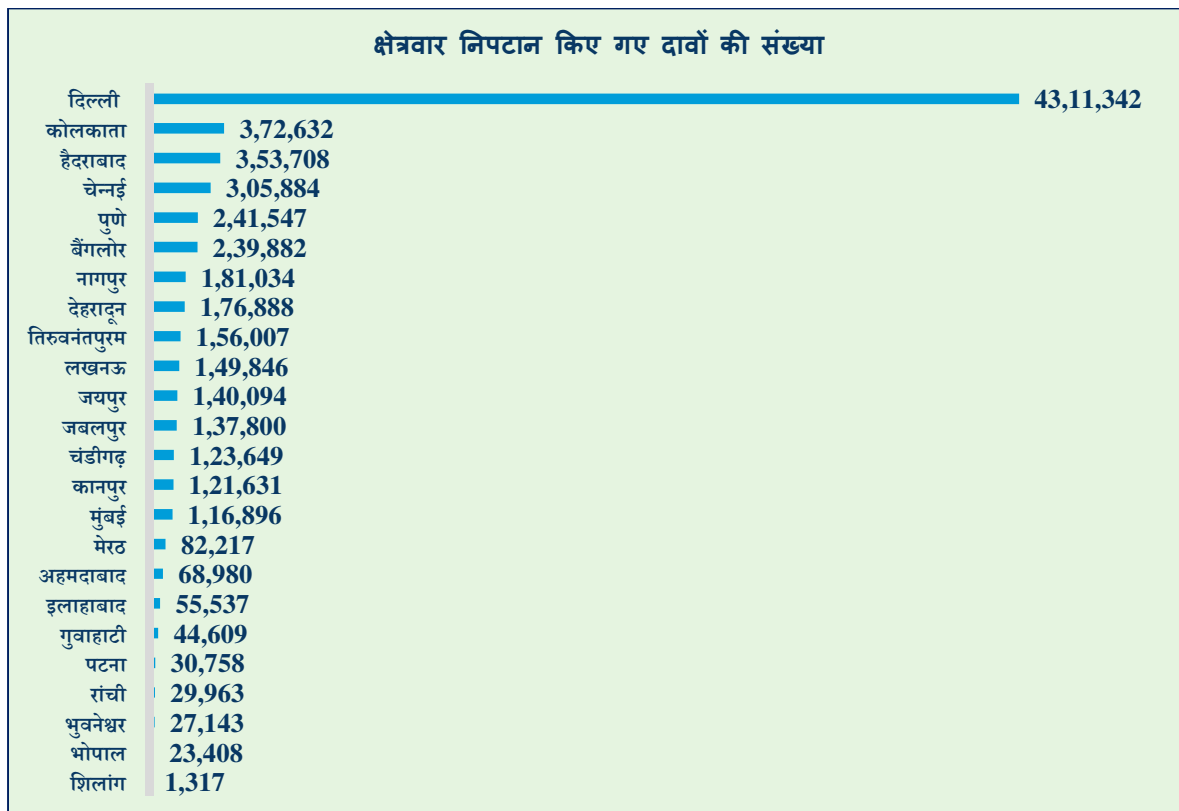 क्षेत्रवार निपटान किए गए दावों की संख्या
दिल्ली 43,11,342
कोलकाता 3,72,632
हैदराबाद 3,53,708
चेन्नई 3,05,884
पुणे 2,41,547
बैंगलोर 2,39,882
नागपुर 1,81,034
देहरादून 1,76,888
तिरुवनंतपुरम 1,56,007
लखनऊ 1,49,846
जयपुर 1,40,094
जबलपुर 1,37,800
चंडीगढ़ 1,23,649
कानपुर 1,21,631
मुंबई 1,16,896
मेरठ 82,217
अहमदाबाद 68,980
इलाहाबाद 55,537
गुवाहाटी 44,609
पटना 30,758
रांची 29,963
भुवनेश्वर 27,143
भोपाल 23,408
शिलांग 1,317